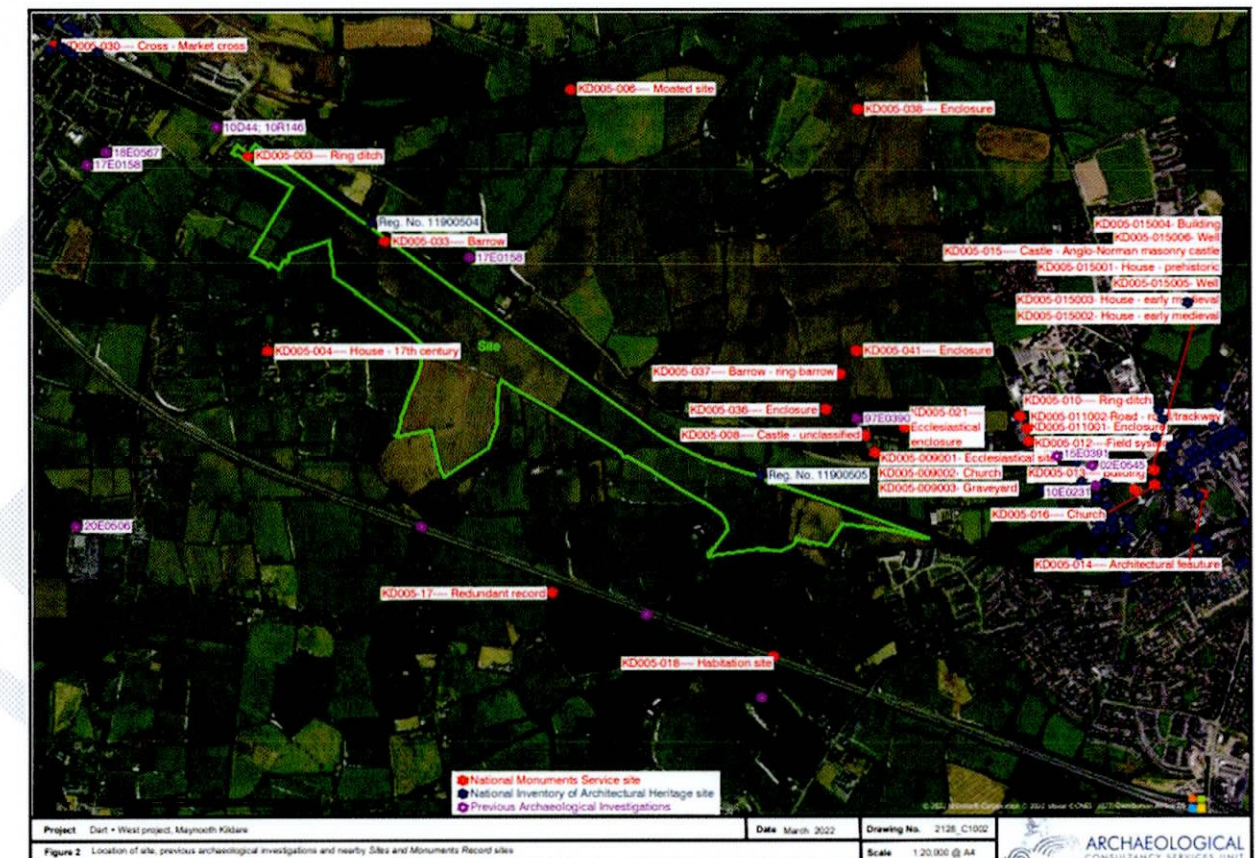 KD005-030--- Cross - Market cross
KD005-006--- Moated site
KD005-038--- Enclosure
10D44; 10R146
18E0567
17E0158
KD005-003--- Ring ditch
Reg. No. 11900504
KD005-033--- Barrow
17E0158
KD005-015004- Building
KD005-015006- Well
KD005-015--- Castle - Anglo-Norman masonry castle
KD005-015001- House - prehistoric
KD005-015005- Well
KD005-015003- House - early medieval
KD005-015002- House - early medieval
Site
KD005-004--- House - 17th century
KD005-041--- Enclosure
KD005-037--- Barrow - ring-barrow
KD005-036--- Enclosure
97E0390
KD005-021---
Ecclesiastical
enclosure
KD005-008--- Castle - unclassified
KD005-009001- Ecclesiastical site
KD005-009002- Church
KD005-009003- Graveyard
KD005-010--- Ring-ditch
KD005-011002-Road - road/trackway
KD005-011001- Enclosure
KD005-012---Field system
15E0391
02E0545
KD005-013--- Building
10E0231
KD005-016--- Church
Reg. No. 11900505
KD005-014--- Architectural feauture
20E0506
KD005-17--- Redundant record
KD005-018--- Habitation site
National Monuments Service site
National Inventory of Architectural Heritage site
Previous Archaeological Investigations
Project Dart + West project, Maynooth Kildare
Date March 2022
Drawing No. 2128_C1002
Figure 2 Location of site, previous archaeological investigations and nearby Sites and Monuments Record sites
Scale 1:20,000 @ A4
ARCHAEOLOGICAL
CONSULTANCY SERVICES UNIT